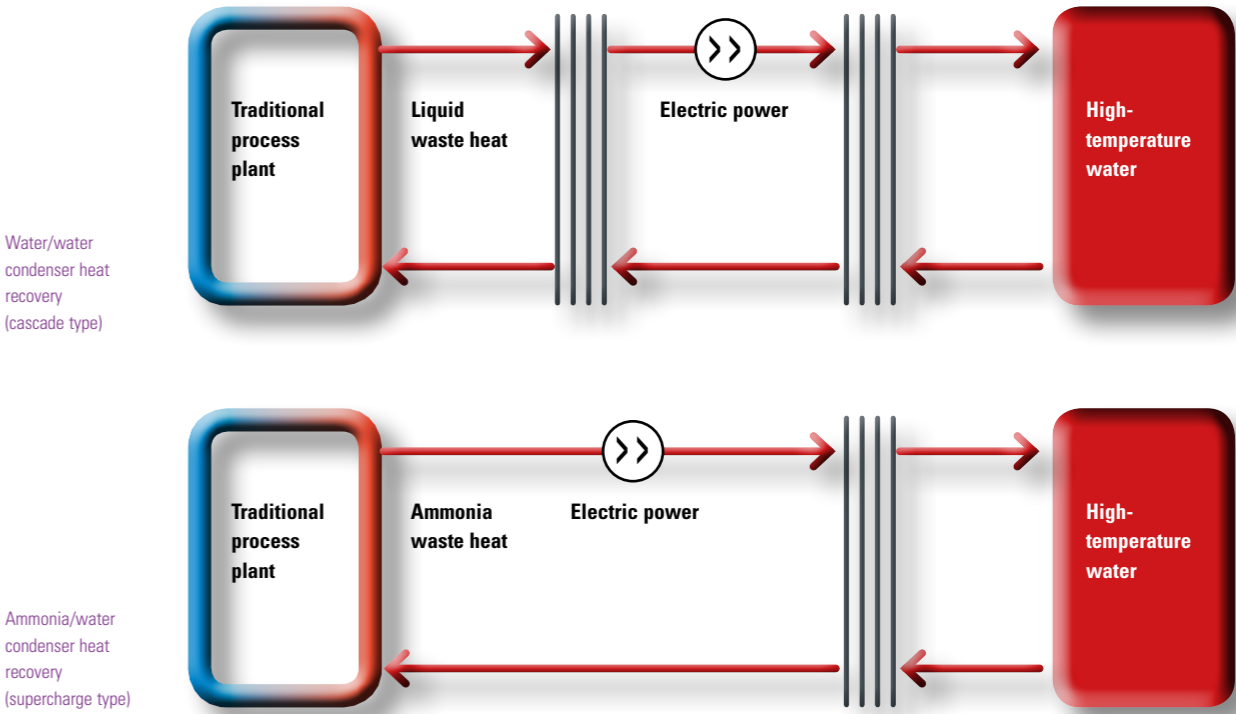 Traditional
process
plant
Liquid
waste heat
Electric power
High-
temperature
water
Water/water
condenser heat
recovery
(cascade type)
Traditional
process
plant
Ammonia
waste heat
Electric power
High-
temperature
water
Ammonia/water
condenser heat
recovery
(supercharge type)